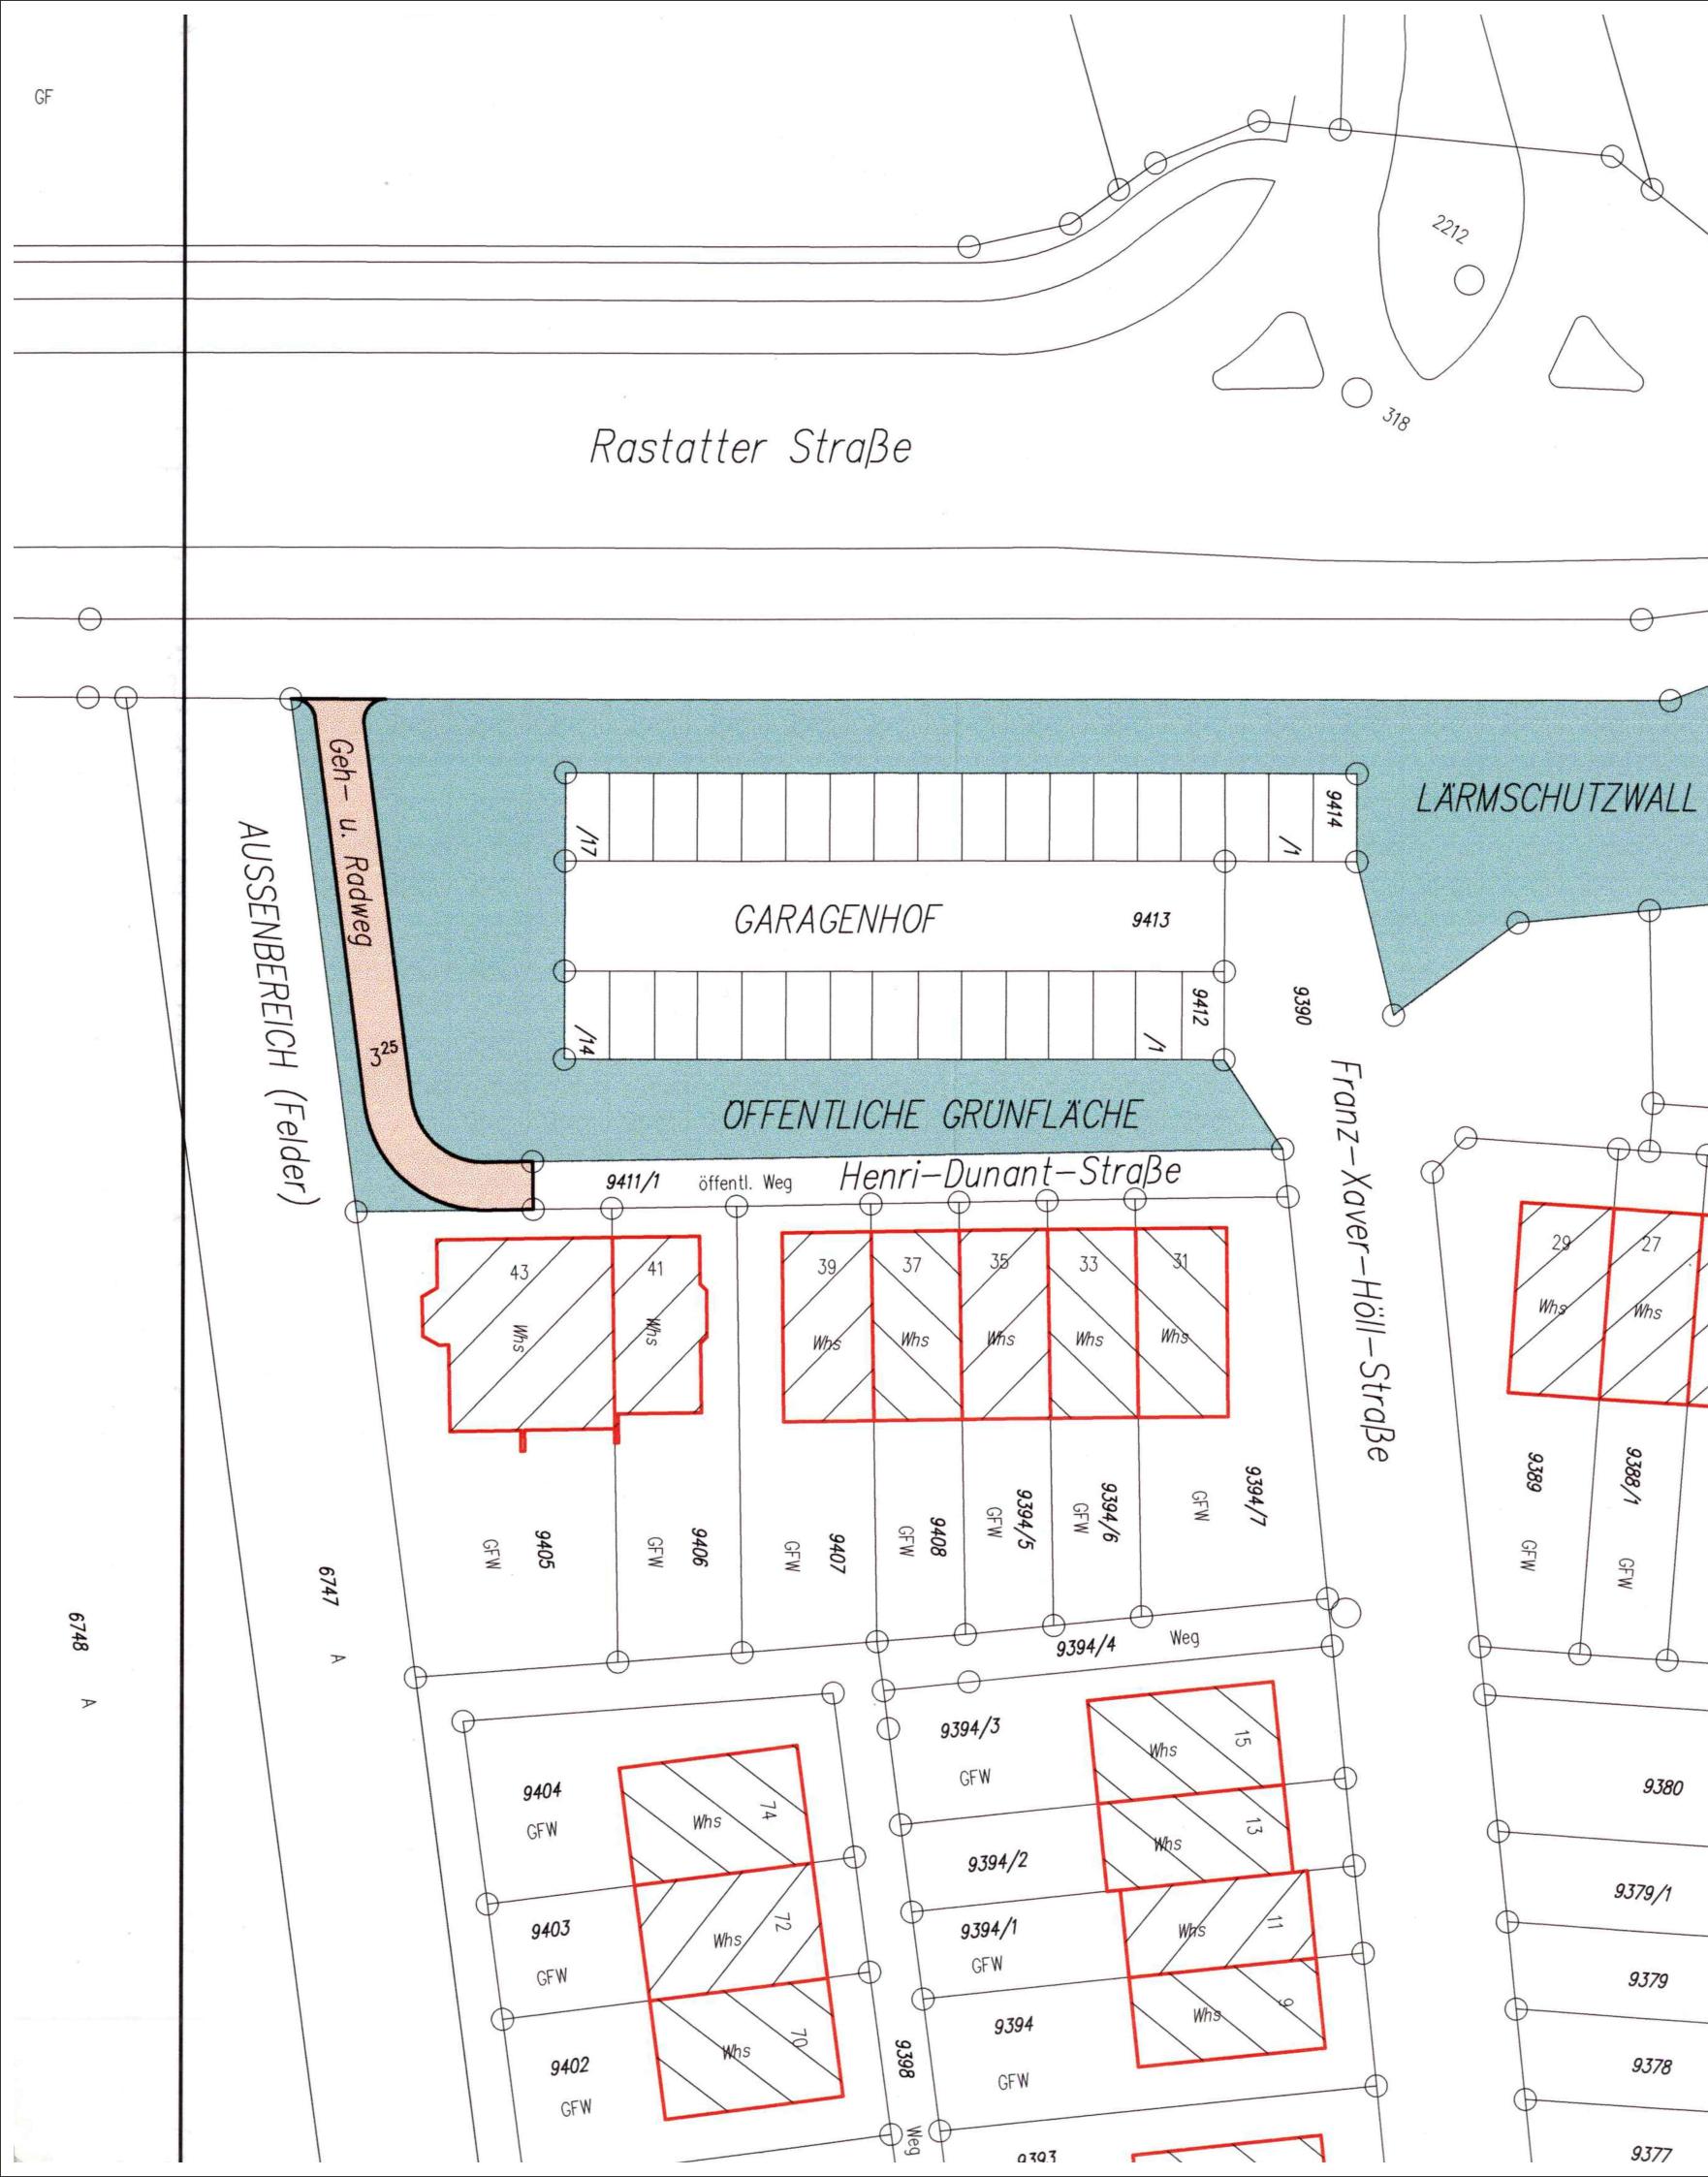 GF
2212
318
Rastatter Straße
Geh- u. Radweg
3²⁵
AUSSENBEREICH (Felder)
LÄRMSCHUTZWALL
/17
/1
9414
GARAGENHOF
9413
/14
/1
9412
9390
ÖFFENTLICHE GRÜNFLÄCHE
9411/1
öffentl. Weg
Henri-Dunant-Straße
Franz-Xaver-Höll-Straße
43
Whs
41
Whs
39
Whs
37
Whs
35
Whs
33
Whs
31
Whs
29
Whs
27
Whs
9405
GFW
9406
GFW
9407
GFW
9408
GFW
9394/5
GFW
9394/6
GFW
9394/7
GFW
9389
GFW
9388/1
GFW
6747
A
6748
A
9394/4
Weg
9404
GFW
74
Whs
9403
GFW
72
Whs
9402
GFW
70
Whs
9394/3
GFW
15
Whs
9394/2
13
Whs
9394/1
GFW
11
Whs
9394
GFW
9
Whs
9398
Weg
9393
9380
9379/1
9379
9378
9377